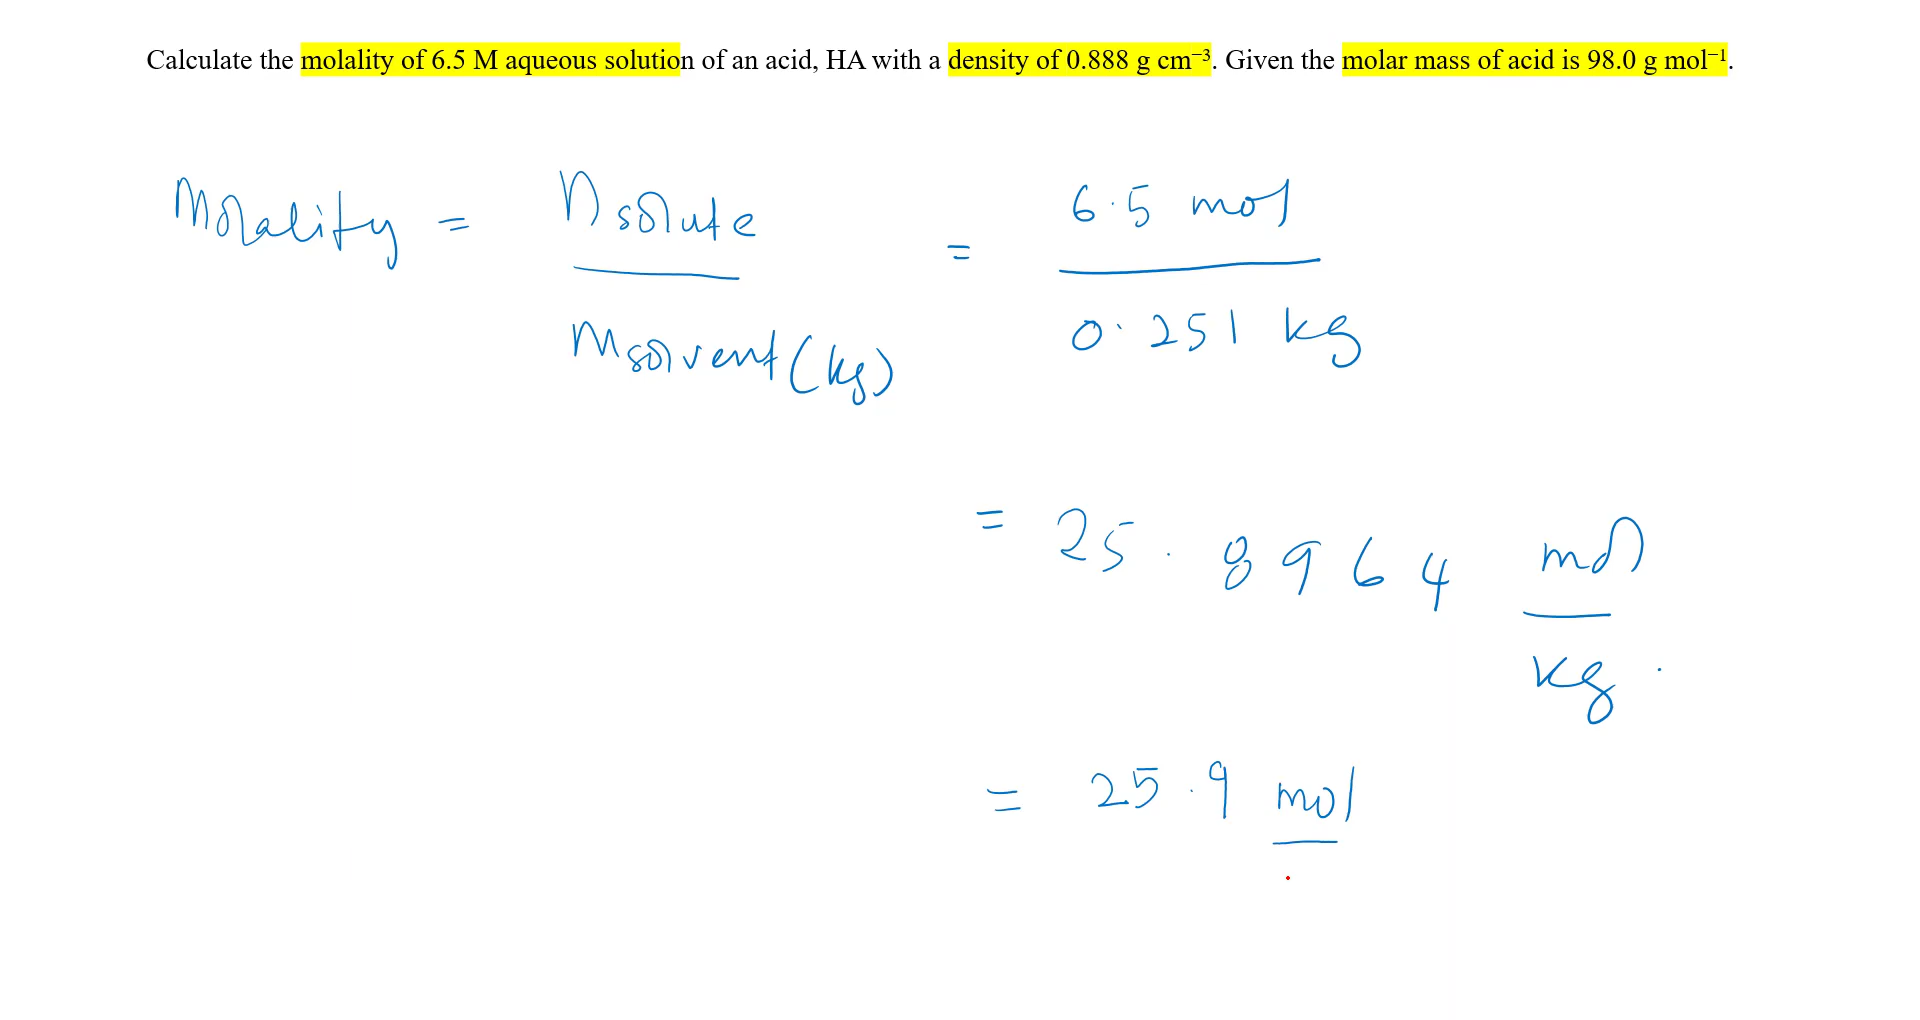 Calculate the molality of 6.5 M aqueous solution of an acid, HA with a density of 0.888 g cm⁻³. Given the molar mass of acid is 98.0 g mol⁻¹.
Molality = n solute / m solvent (kg) = 6.5 mol / 0.251 kg
= 25.8964 mol / kg.
= 25.9 mol